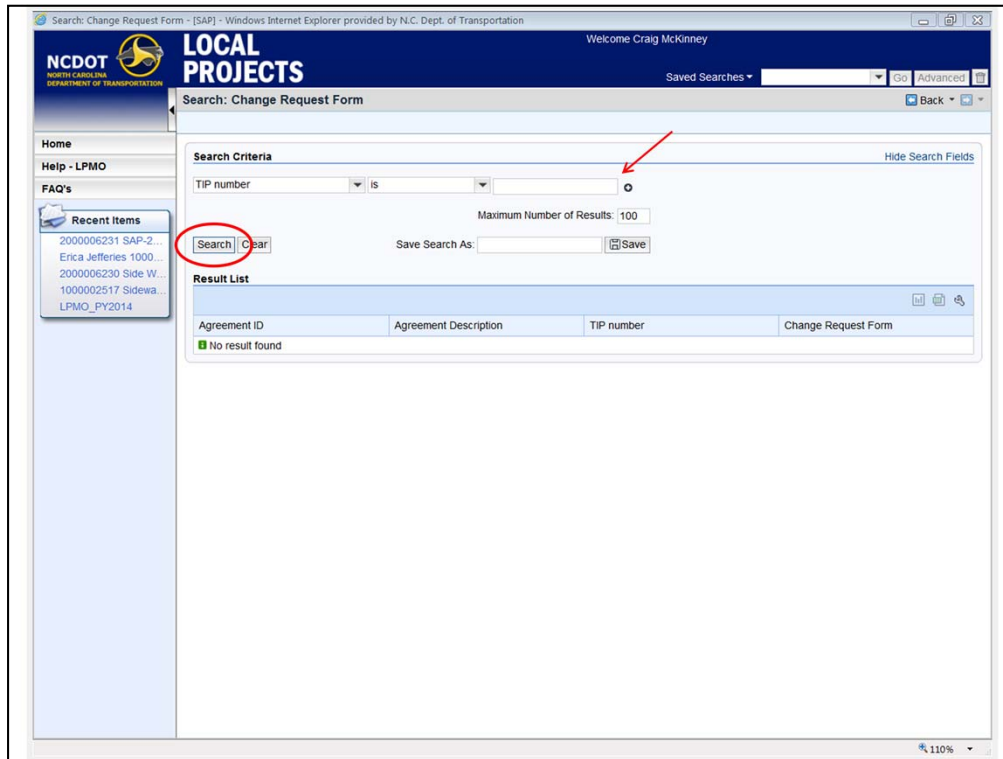 Search: Change Request Form - [SAP] - Windows Internet Explorer provided by N.C. Dept. of Transportation
NCDOT
NORTH CAROLINA
DEPARTMENT OF TRANSPORTATION
LOCAL
PROJECTS
Welcome Craig McKinney
Saved Searches
Go
Advanced
Search: Change Request Form
Back
Home
Help - LPMO
FAQ's
Recent Items
2000006231 SAP-2...
Erica Jefferies 1000...
2000006230 Side W...
1000002517 Sidewa...
LPMO_PY2014
Search Criteria
Hide Search Fields
TIP number is
Maximum Number of Results: 100
Search Clear Save Search As: Save
Result List
Agreement ID Agreement Description TIP number Change Request Form
No result found
110%